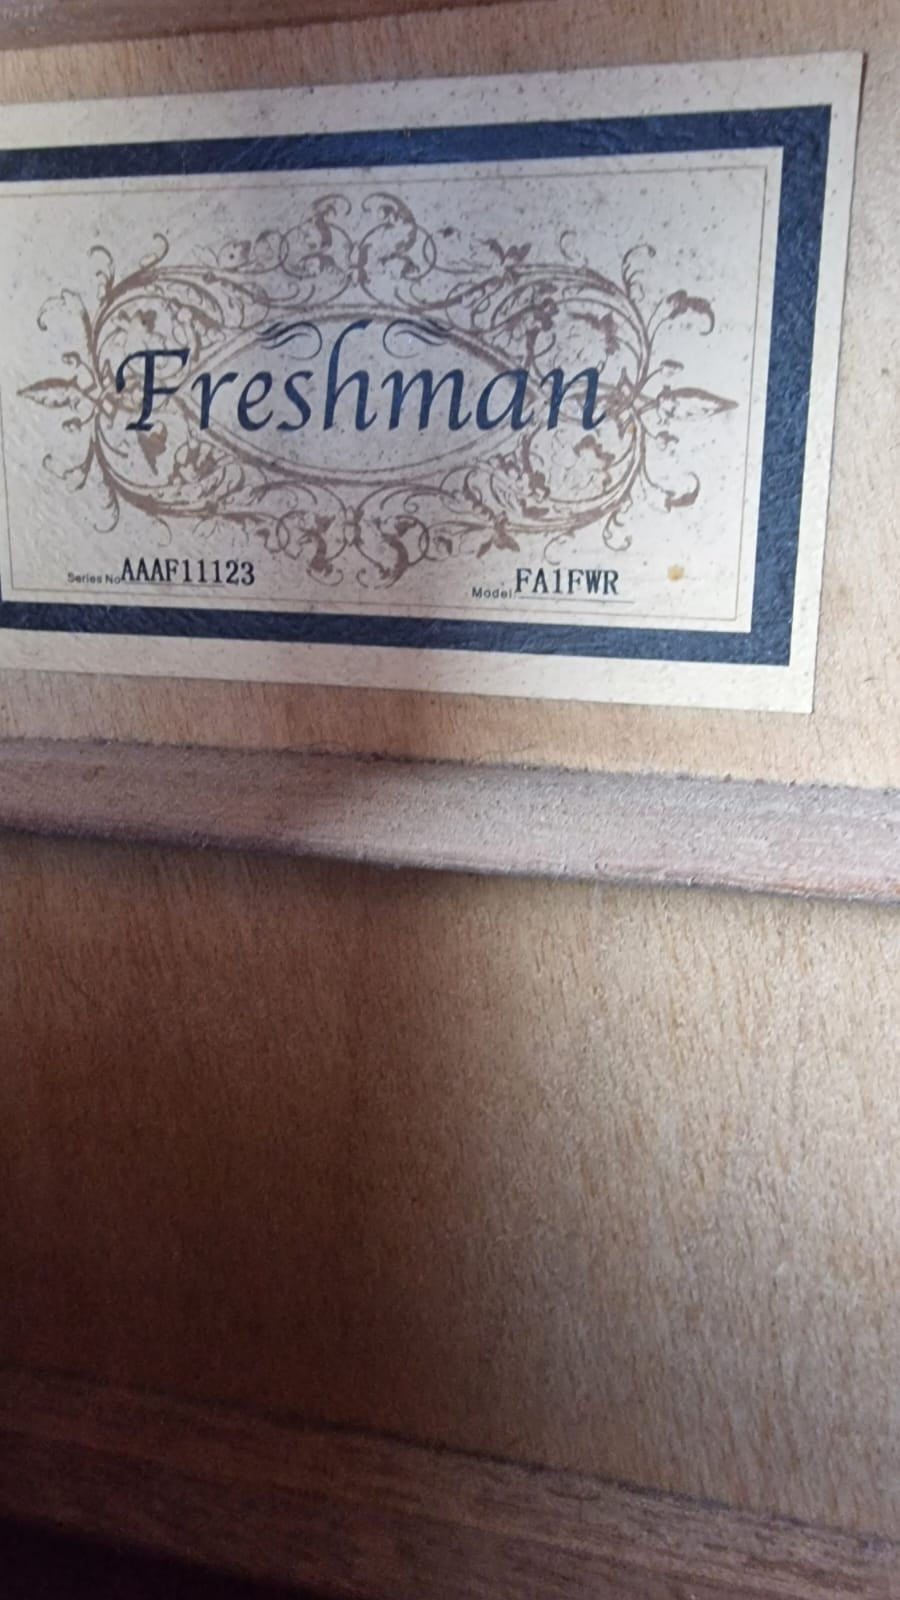 Freshman
Series No AAAF11123
Model: FA1FWR